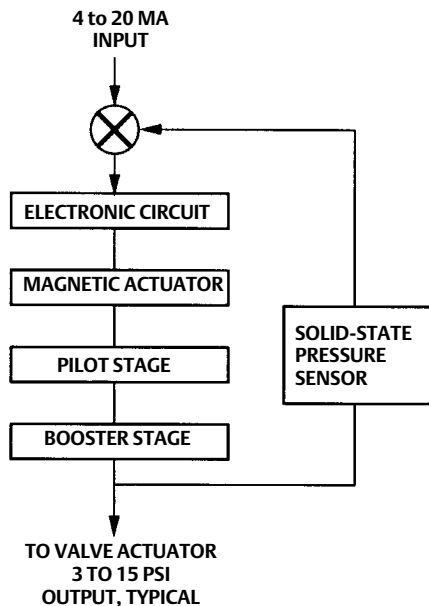 4 to 20 MA
INPUT
ELECTRONIC CIRCUIT
MAGNETIC ACTUATOR
PILOT STAGE
SOLID-STATE
PRESSURE
SENSOR
BOOSTER STAGE
TO VALVE ACTUATOR
3 TO 15 PSI
OUTPUT, TYPICAL